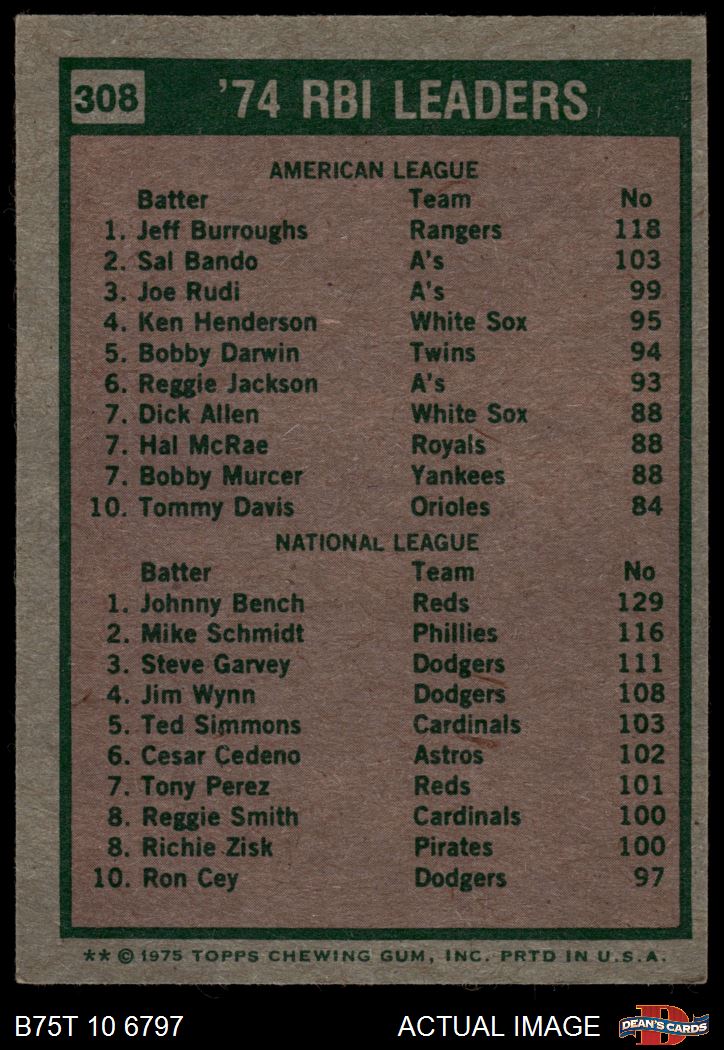 308 '74 RBI LEADERS
AMERICAN LEAGUE
Batter Team No
1. Jeff Burroughs Rangers 118
2. Sal Bando A's 103
3. Joe Rudi A's 99
4. Ken Henderson White Sox 95
5. Bobby Darwin Twins 94
6. Reggie Jackson A's 93
7. Dick Allen White Sox 88
7. Hal McRae Royals 88
7. Bobby Murcer Yankees 88
10. Tommy Davis Orioles 84
NATIONAL LEAGUE
Batter Team No
1. Johnny Bench Reds 129
2. Mike Schmidt Phillies 116
3. Steve Garvey Dodgers 111
4. Jim Wynn Dodgers 108
5. Ted Simmons Cardinals 103
6. Cesar Cedeno Astros 102
7. Tony Perez Reds 101
8. Reggie Smith Cardinals 100
8. Richie Zisk Pirates 100
10. Ron Cey Dodgers 97
** © 1975 TOPPS CHEWING GUM, INC. PRTD IN U.S.A.
B75T 10 6797 ACTUAL IMAGE D DEAN'S CARDS